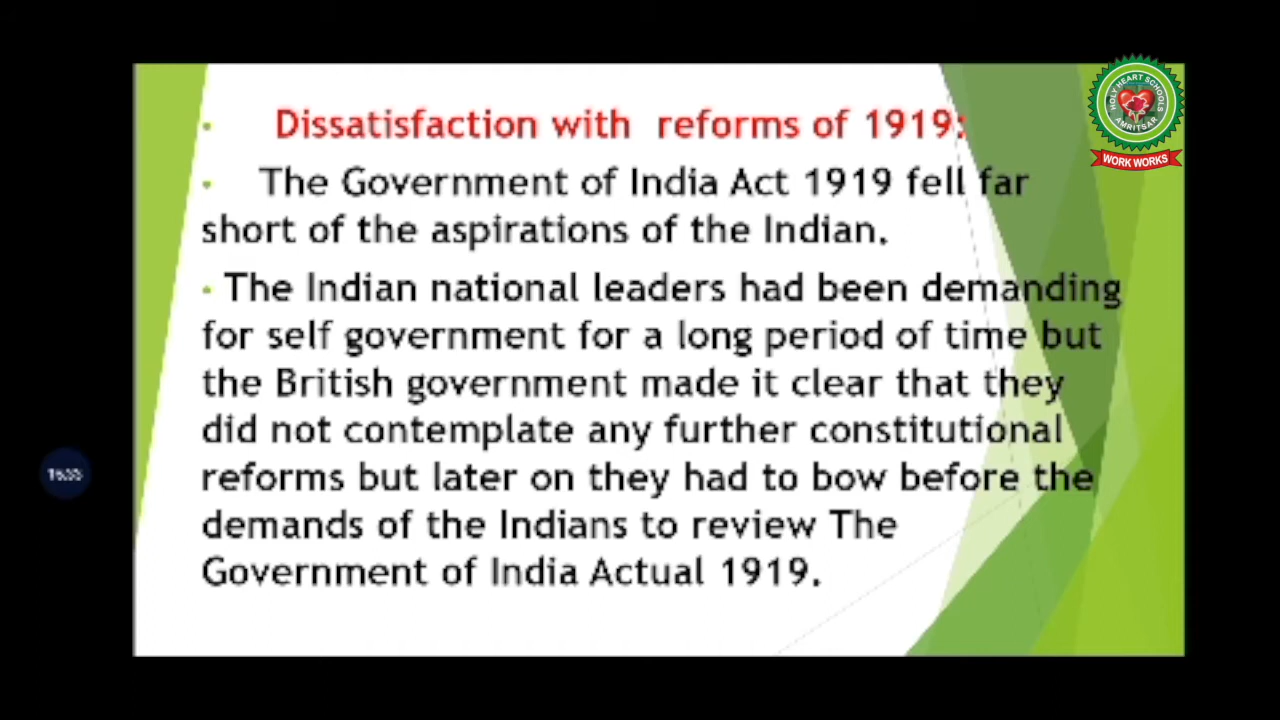 Dissatisfaction with reforms of 1919:
The Government of India Act 1919 fell far
short of the aspirations of the Indian.
The Indian national leaders had been demanding
for self government for a long period of time but
the British government made it clear that they
did not contemplate any further constitutional
reforms but later on they had to bow before the
demands of the Indians to review The
Government of India Actual 1919.
HOLY HEART SCHOOLS
AMRITSAR
WORK WORKS